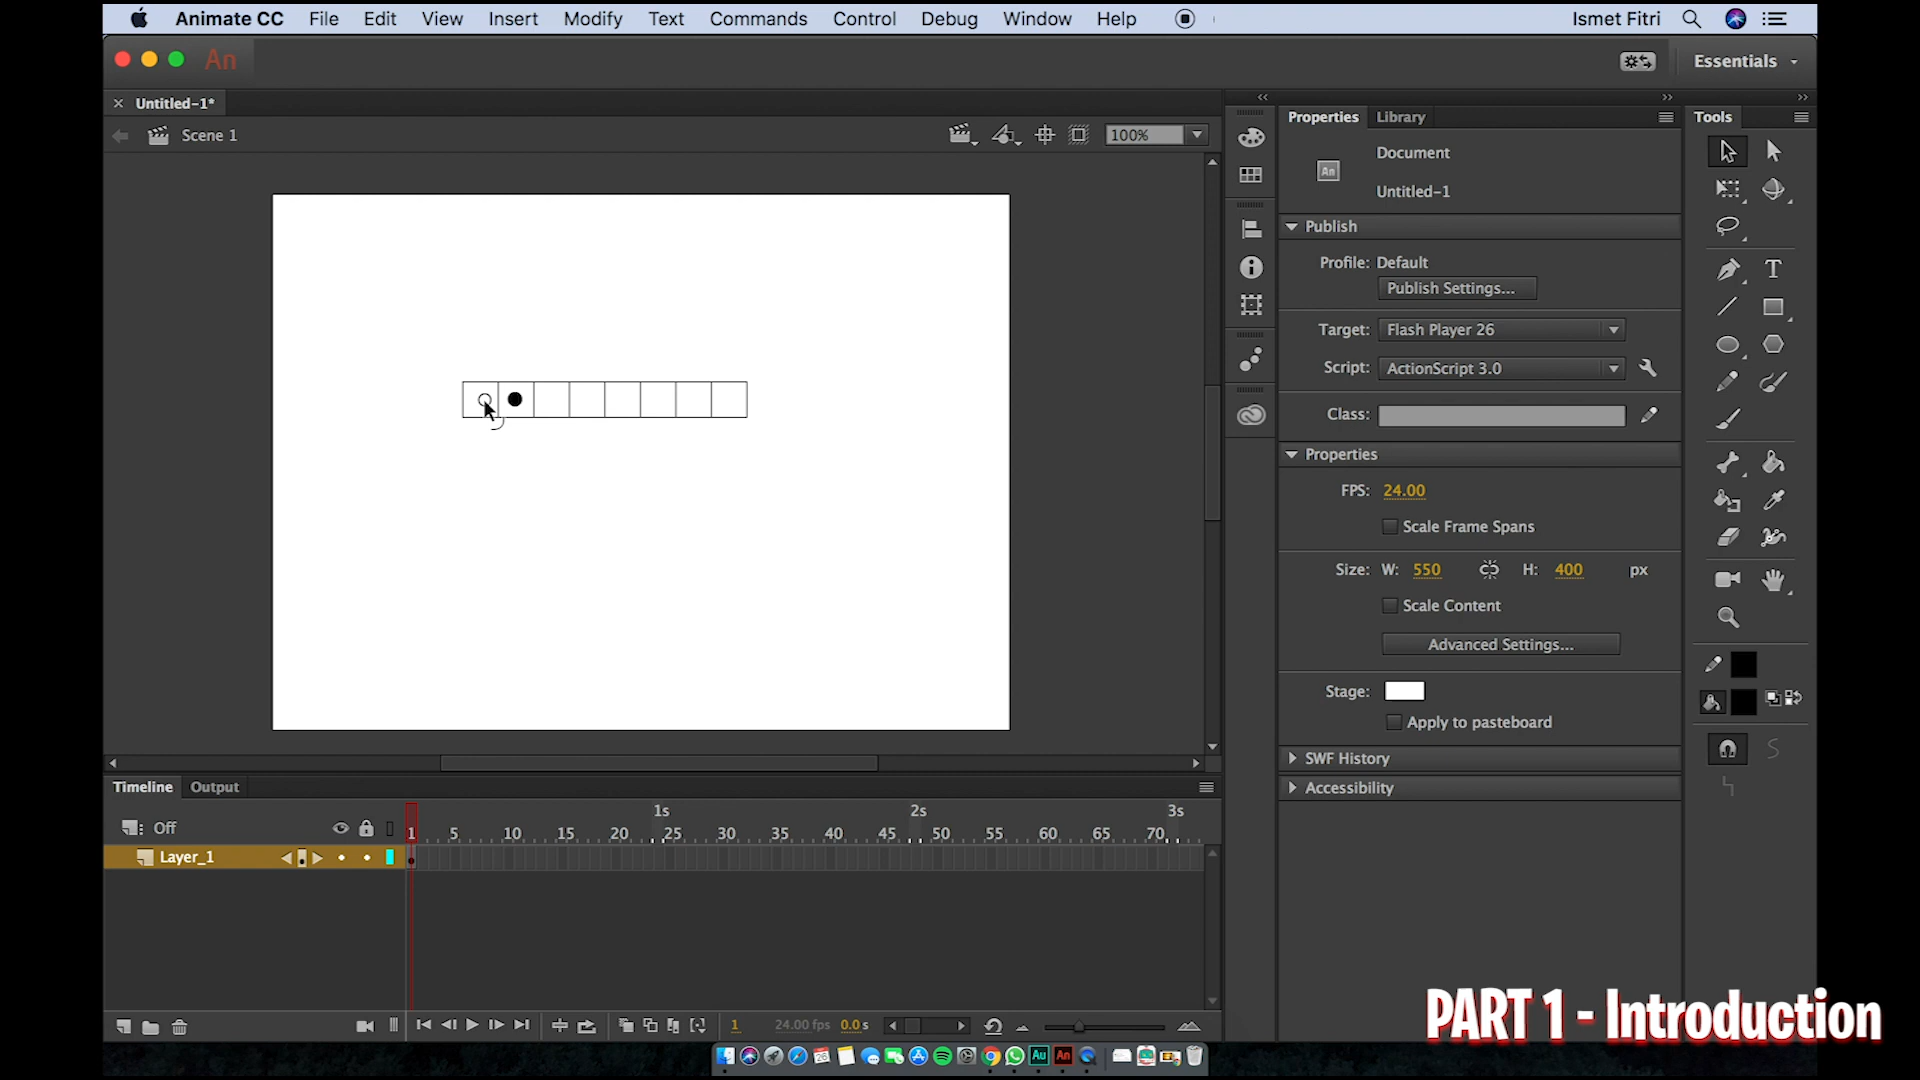 Animate CC File Edit View Insert Modify Text Commands Control Debug Window Help Ismet Fitri
An Essentials
Untitled-1*
Scene 1 100%
Properties Library
An Document
Untitled-1
Publish
Profile: Default
Publish Settings...
Target: Flash Player 26
Script: ActionScript 3.0
Class:
Properties
FPS: 24.00
Scale Frame Spans
Size: W: 550 H: 400 px
Scale Content
Advanced Settings...
Stage:
Apply to pasteboard
SWF History
Accessibility
Tools
T
Timeline Output
1s 2s 3s
Off 1 5 10 15 20 25 30 35 40 45 50 55 60 65 70
Layer_1
1 24.00 fps 0.0 s
Au An
PART 1 - Introduction